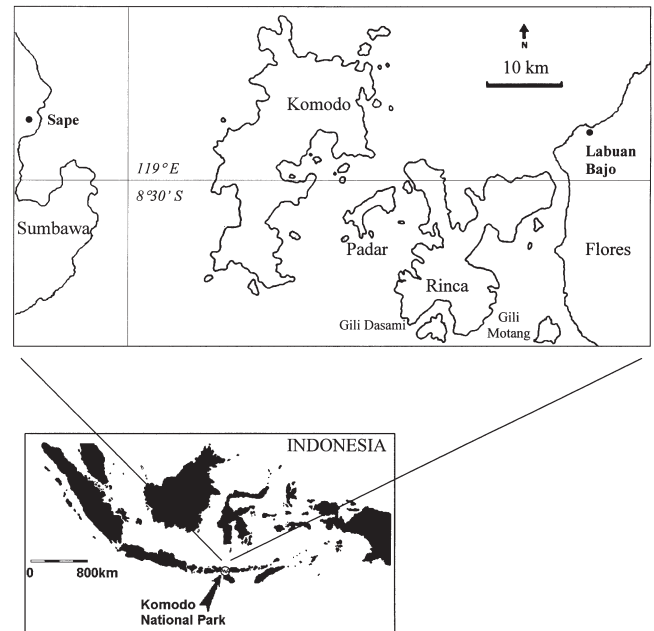 N
10 km
Komodo
Sape
Labuan
Bajo
119° E
8°30' S
Sumbawa
Padar
Flores
Rinca
Gili Dasami
Gili
Motang
INDONESIA
0 800km
Komodo
National Park